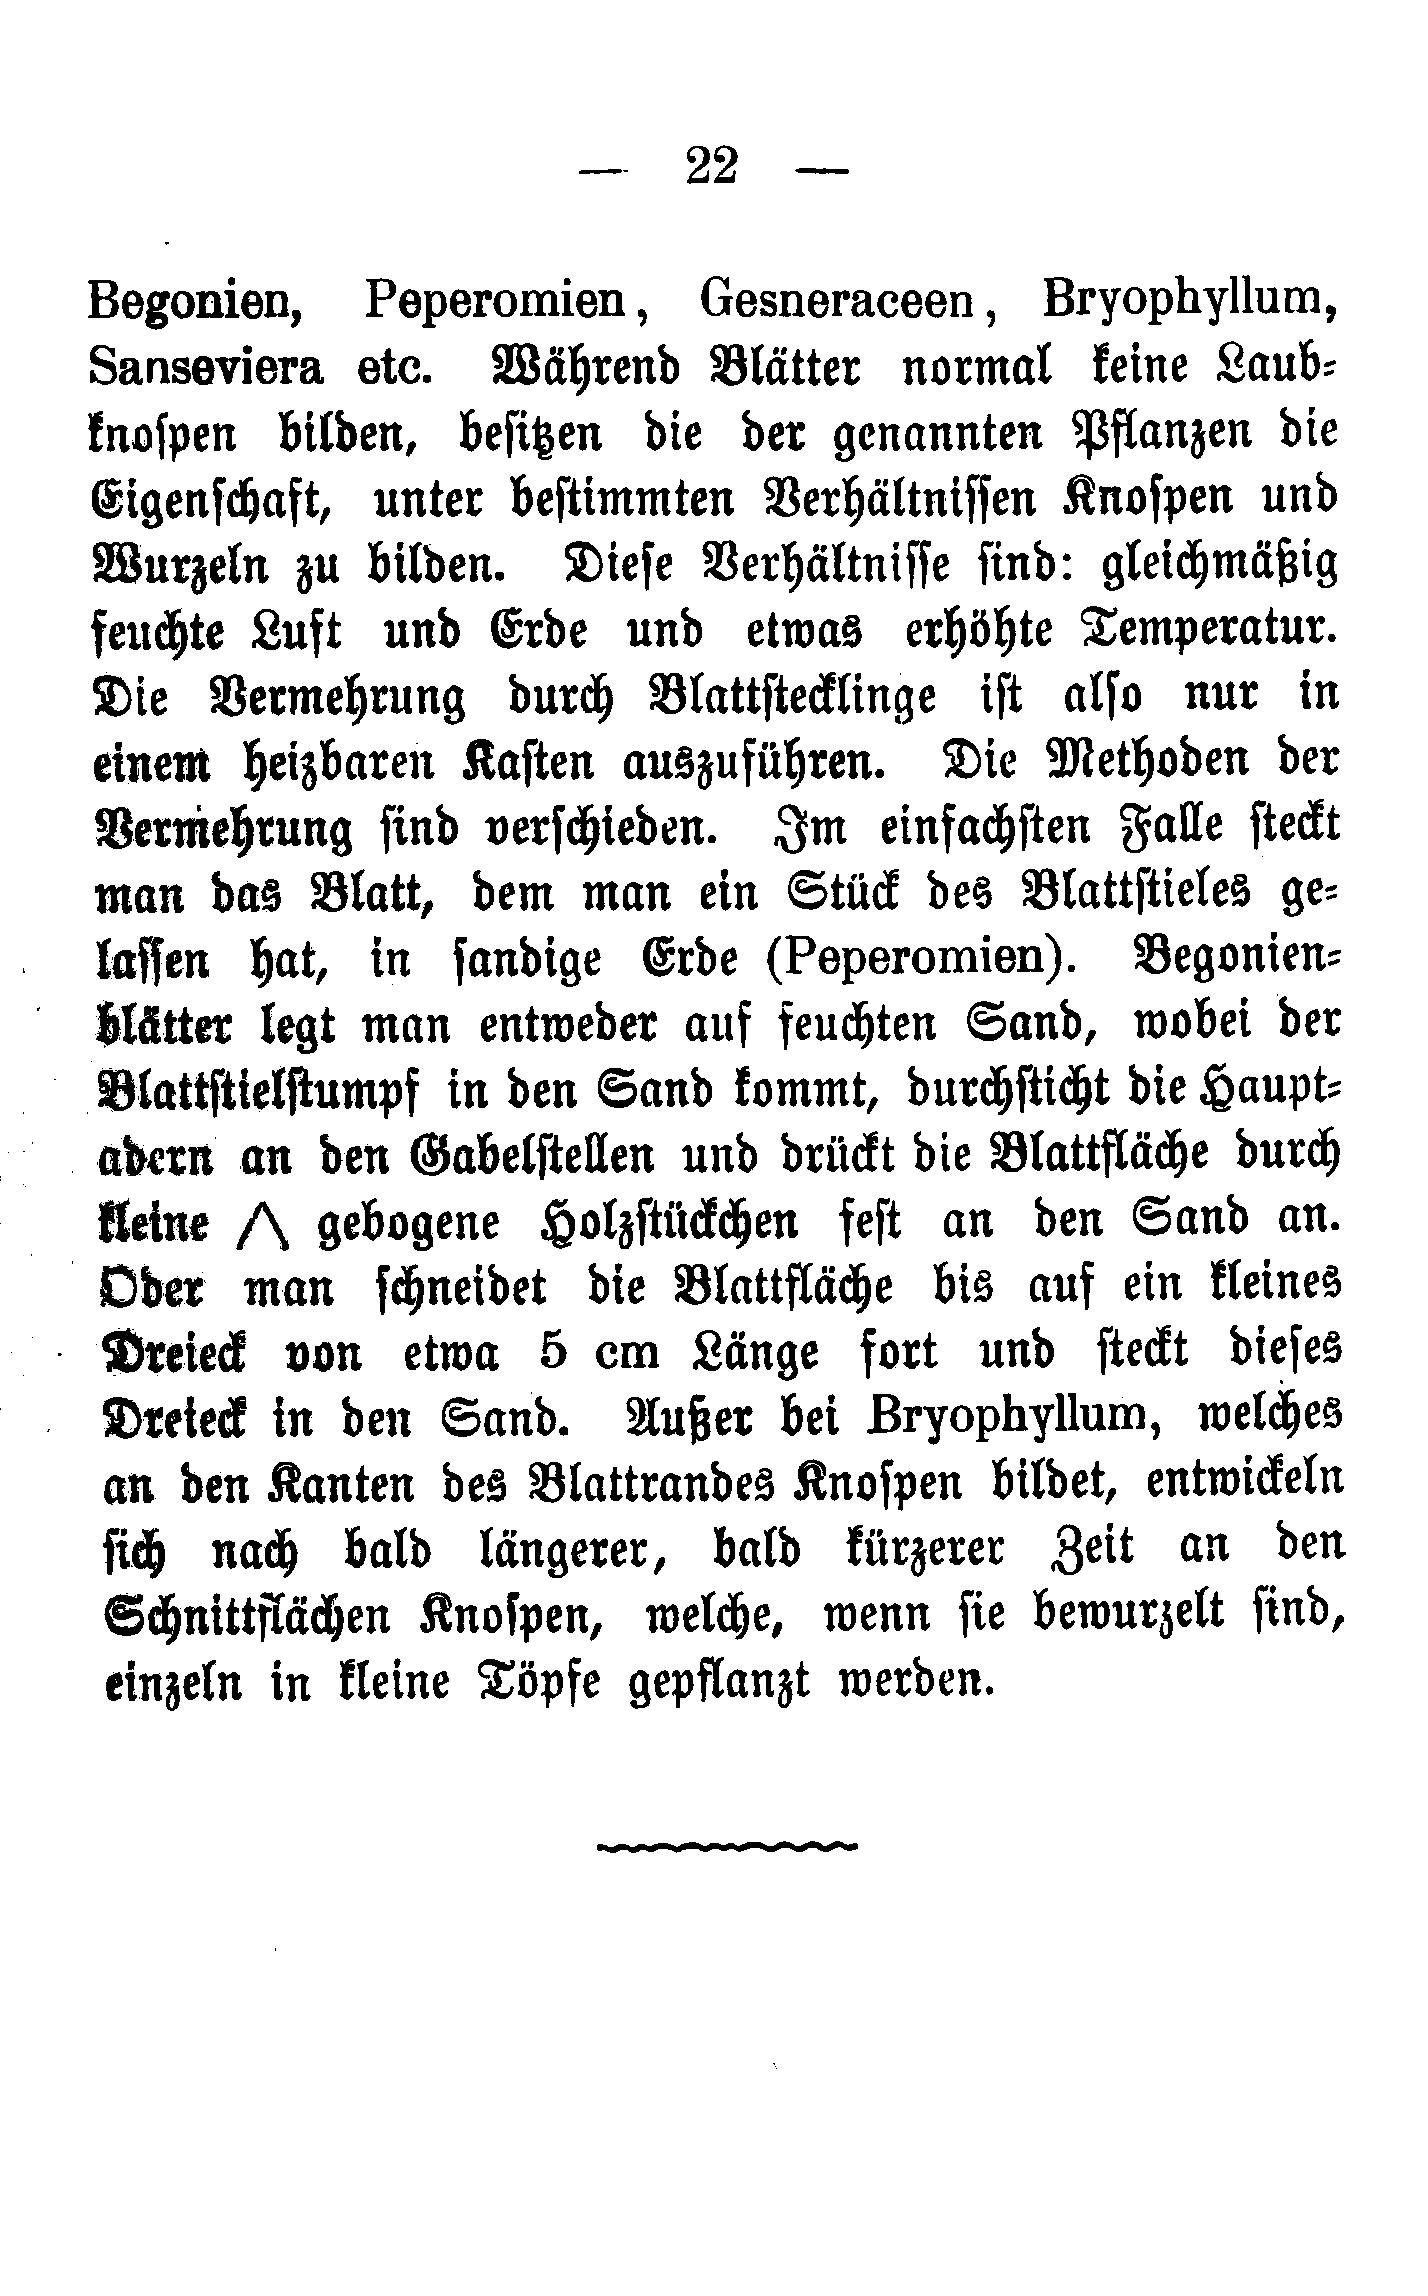 — 22 —
Begonien, Peperomien, Gesneraceen, Bryophyllum,
Sanseviera etc. Während Blätter normal keine Laub-
knoſpen bilden, beſitzen die der genannten Pflanzen die
Eigenſchaft, unter beſtimmten Verhältniſſen Knoſpen und
Wurzeln zu bilden. Dieſe Verhältniſſe ſind: gleichmäßig
feuchte Luft und Erde und etwas erhöhte Temperatur.
Die Vermehrung durch Blattſtecklinge iſt alſo nur in
einem heizbaren Kaſten auszuführen. Die Methoden der
Vermehrung ſind verſchieden. Im einfachſten Falle ſteckt
man das Blatt, dem man ein Stück des Blattſtieles ge-
laſſen hat, in ſandige Erde (Peperomien). Begonien-
blätter legt man entweder auf feuchten Sand, wobei der
Blattſtielſtumpf in den Sand kommt, durchſticht die Haupt-
adern an den Gabelſtellen und drückt die Blattfläche durch
kleine /\ gebogene Holzſtückchen feſt an den Sand an.
Oder man ſchneidet die Blattfläche bis auf ein kleines
Dreieck von etwa 5 cm Länge fort und ſteckt dieſes
Dreieck in den Sand. Außer bei Bryophyllum, welches
an den Kanten des Blattrandes Knoſpen bildet, entwickeln
ſich nach bald längerer, bald kürzerer Zeit an den
Schnittflächen Knoſpen, welche, wenn ſie bewurzelt ſind,
einzeln in kleine Töpfe gepflanzt werden.